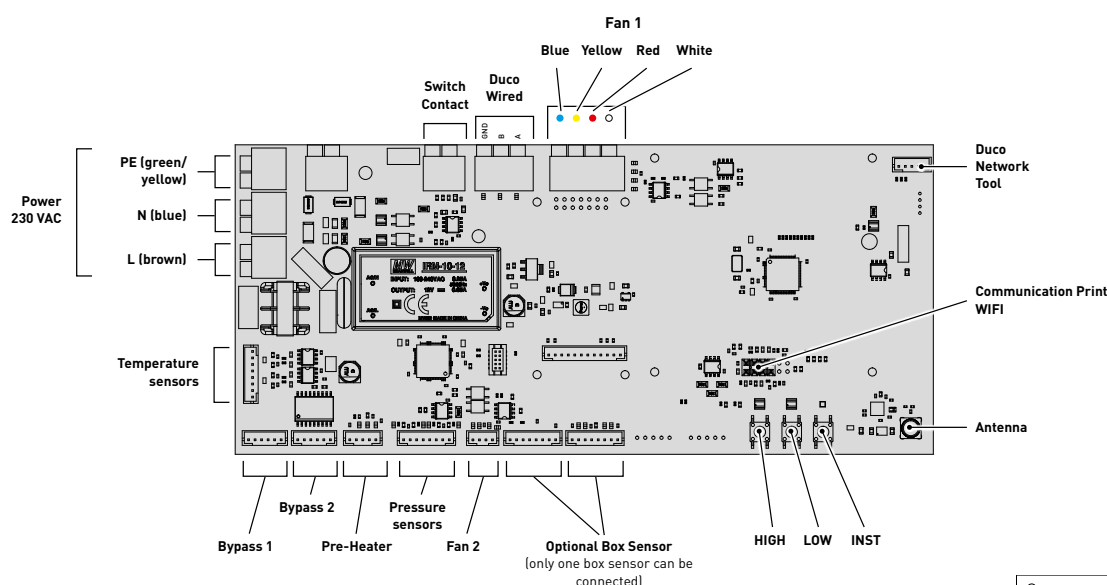 Fan 1
Blue Yellow Red White
Switch
Contact
Duco
Wired
GND
B
A
Duco
Network
Tool
Power
230 VAC
PE (green/
yellow)
N (blue)
L (brown)
IRM-10-12
Communication Print
WIFI
Temperature
sensors
Antenna
Bypass 1
Bypass 2
Pre-Heater
Pressure
sensors
Fan 2
Optional Box Sensor
(only one box sensor can be
connected)
HIGH
LOW
INST